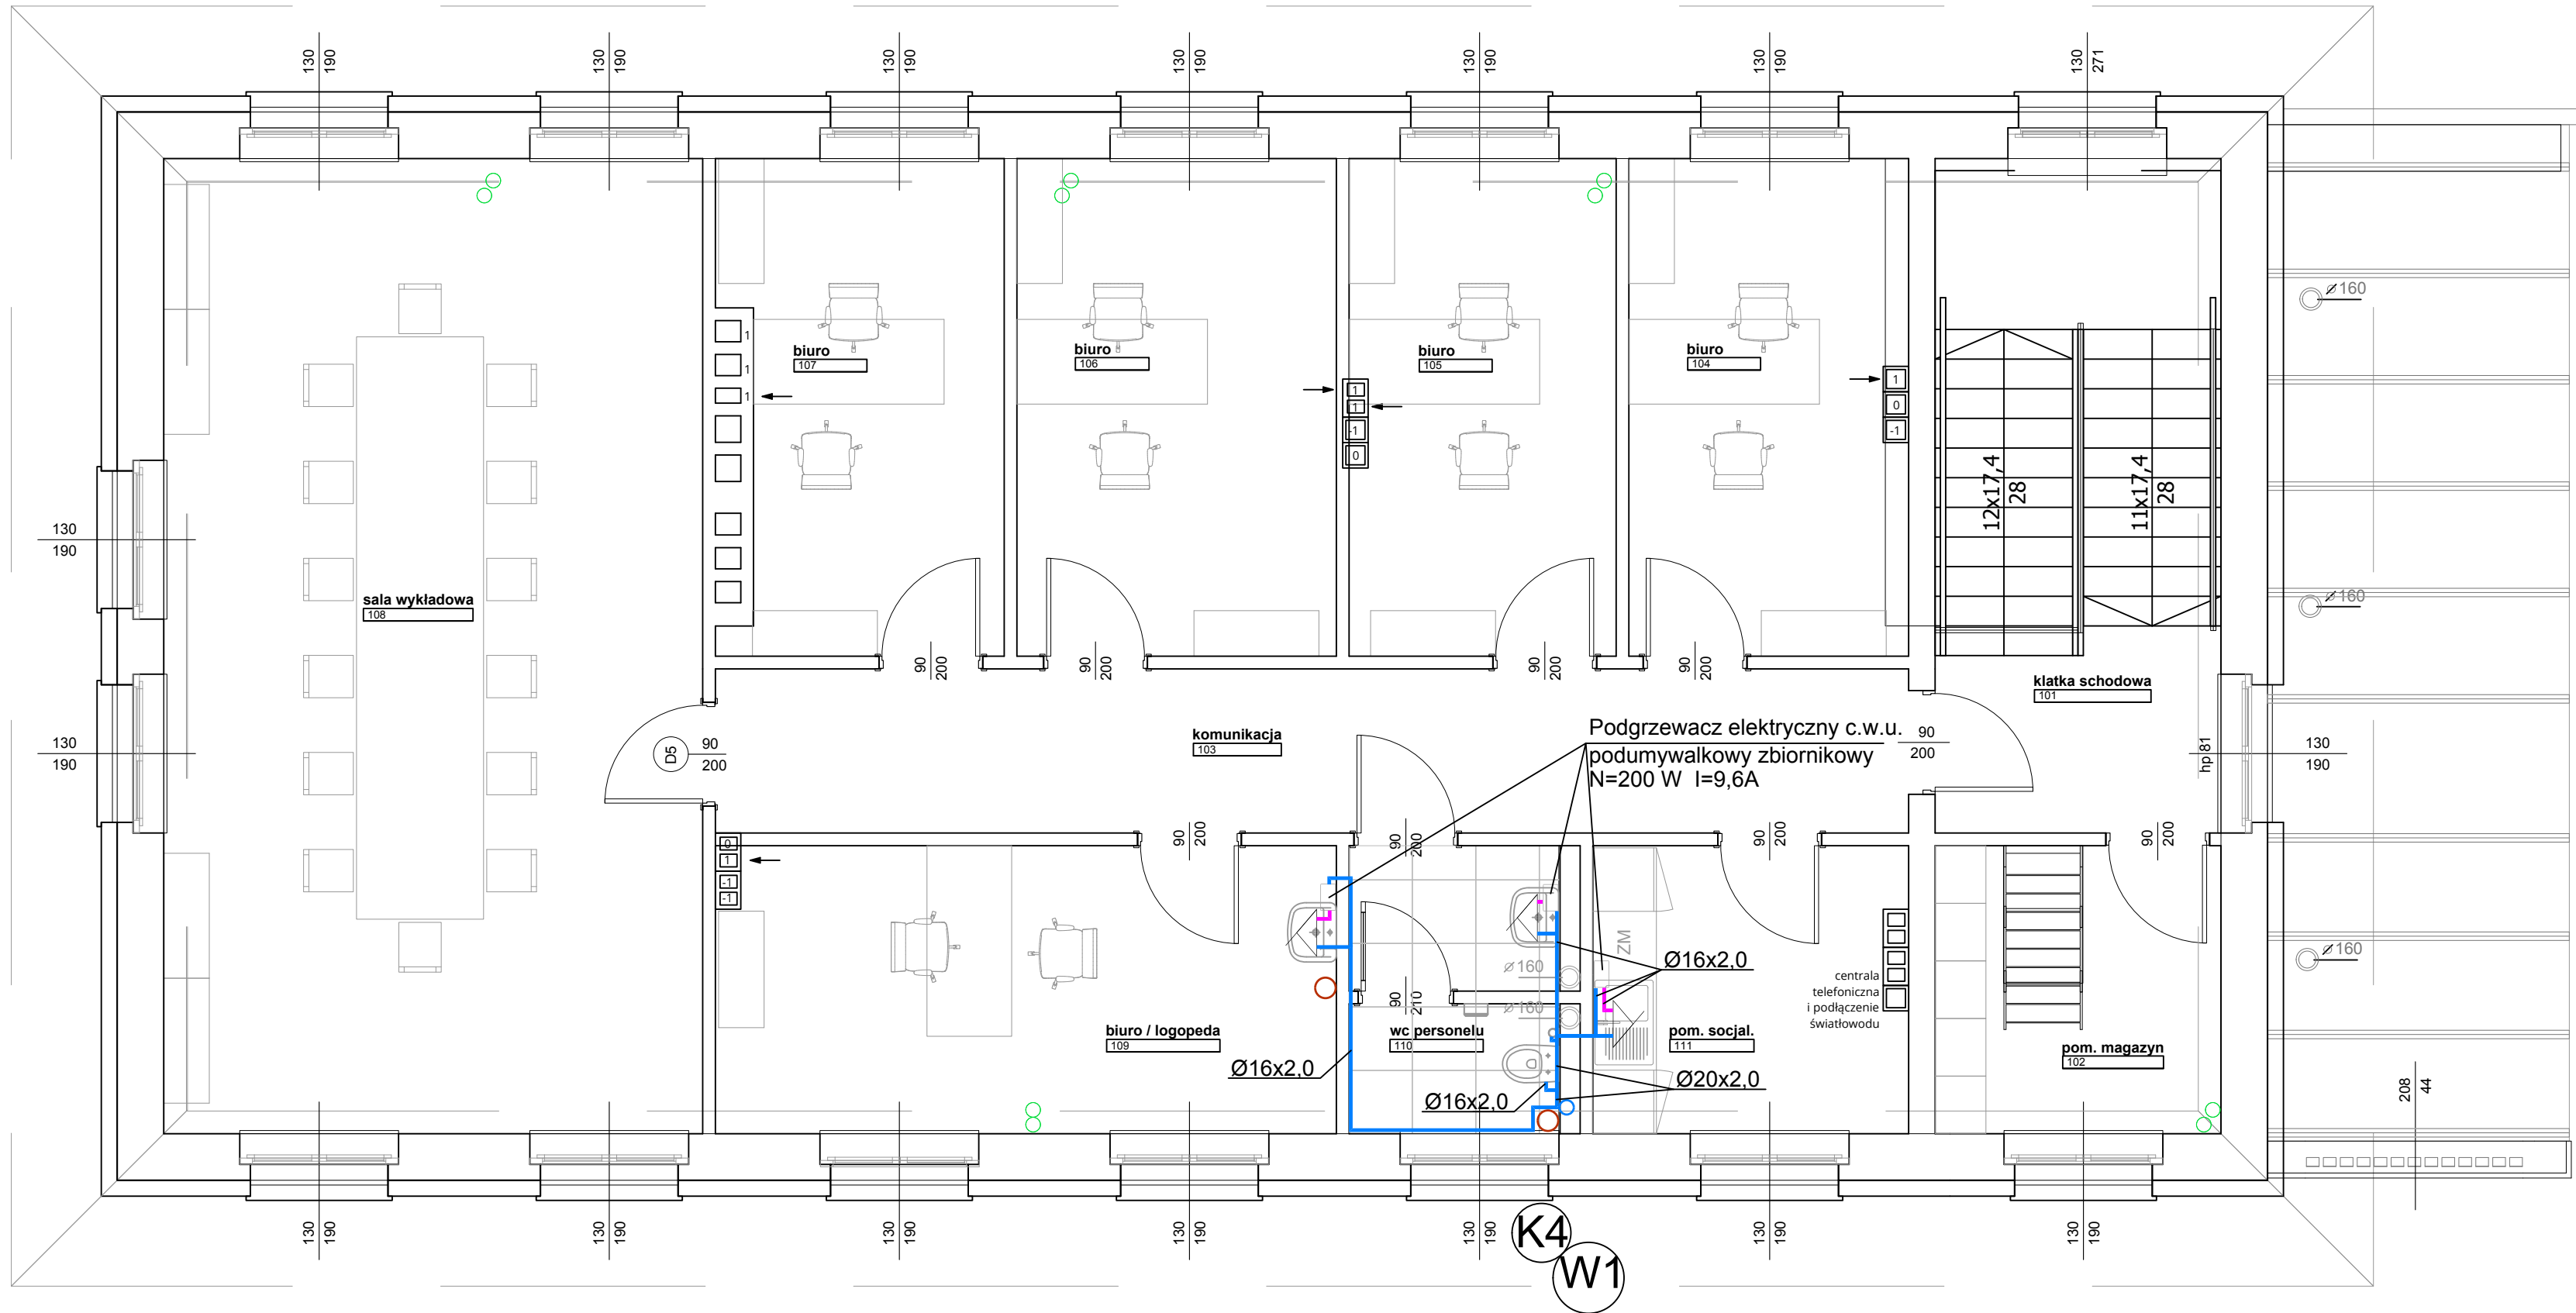 130 190
130 190
130 190
130 190
130 190
130 190
130 271
⌀160
1
1
1
biuro
107
biuro
106
biuro
105
biuro
104
1
1
-1
0
1
0
-1
12x17,4
28
11x17,4
28
130
190
sala wykładowa
108
⌀160
90 200
90 200
90 200
90 200
klatka schodowa
101
D5
90
200
komunikacja
103
Podgrzewacz elektryczny c.w.u.
podumywalkowy zbiornikowy
N=200 W I=9,6A
90
200
hp 81
130
190
130
190
0
1
-1
-1
90 200
90 200
90 200
90 200
ZM
Ø16x2,0
⌀160
⌀160
⌀160
90 210
centrala
telefoniczna
i podłączenie
światłowodu
biuro / logopeda
109
wc personelu
110
pom. socjal.
111
pom. magazyn
102
Ø16x2,0
Ø20x2,0
Ø16x2,0
208 44
130 190
130 190
130 190
130 190
130 190
130 190
130 190
K4
W1